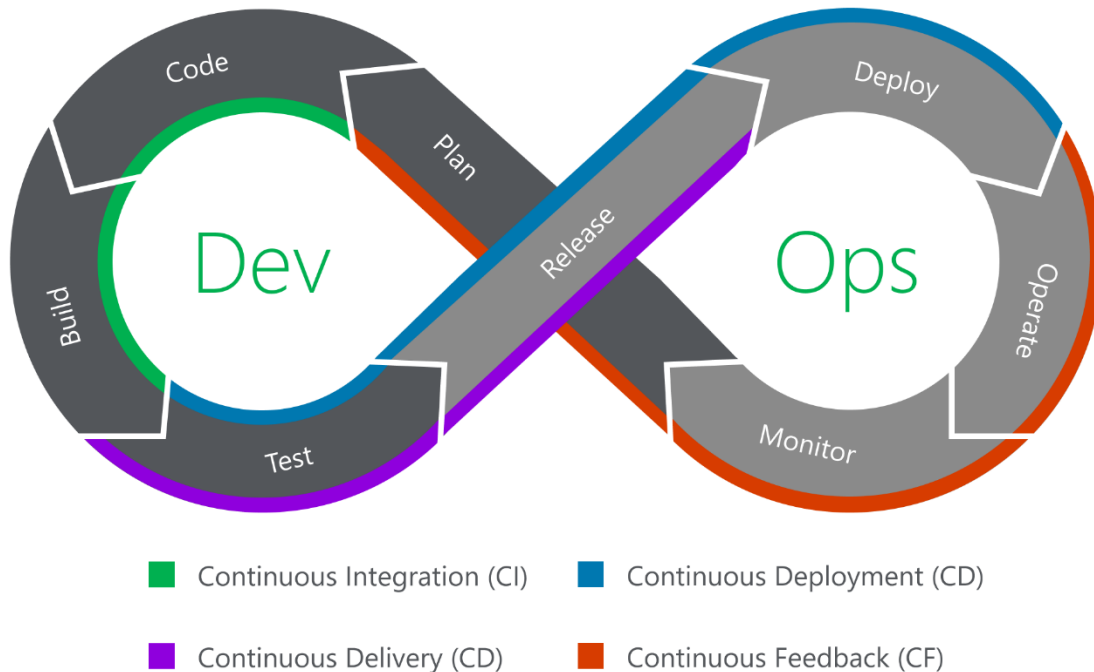 Code
Deploy
Plan
Release
Dev
Ops
Build
Operate
Test
Monitor
Continuous Integration (CI)
Continuous Deployment (CD)
Continuous Delivery (CD)
Continuous Feedback (CF)